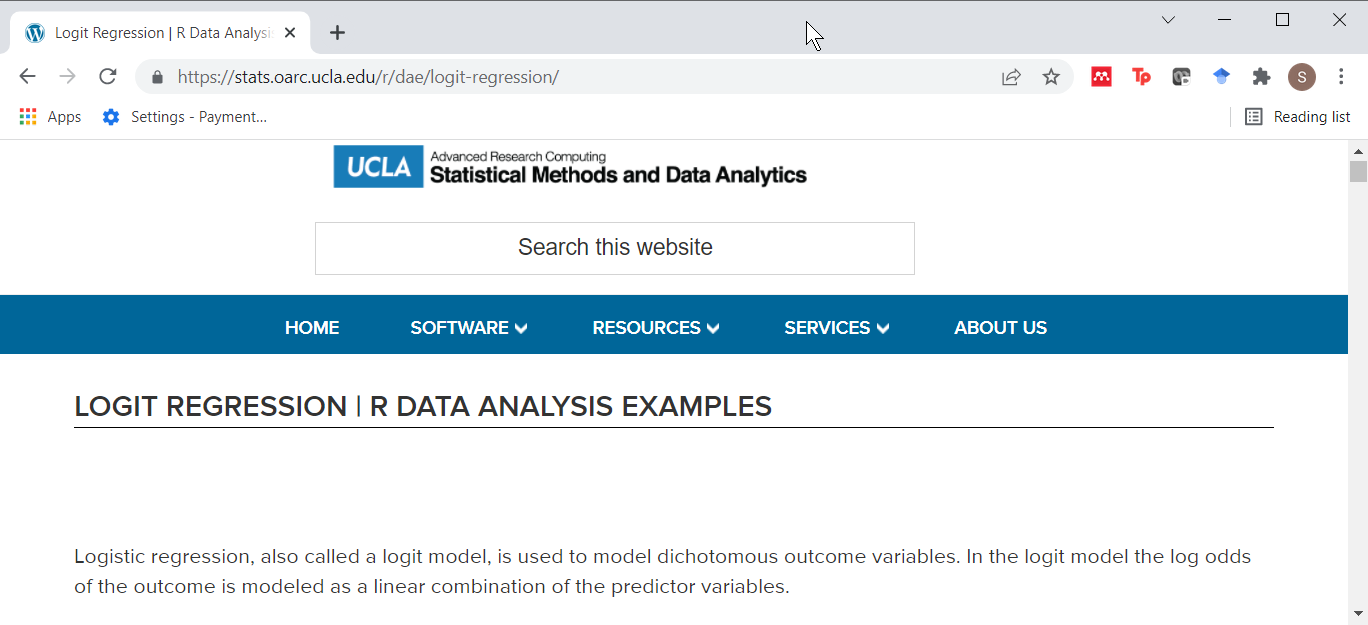 Logit Regression | R Data Analysis
https://stats.oarc.ucla.edu/r/dae/logit-regression/
Tp
S
Apps
Settings - Payment...
Reading list
UCLA
Advanced Research Computing
Statistical Methods and Data Analytics
Search this website
HOME
SOFTWARE
RESOURCES
SERVICES
ABOUT US
LOGIT REGRESSION | R DATA ANALYSIS EXAMPLES
Logistic regression, also called a logit model, is used to model dichotomous outcome variables. In the logit model the log odds
of the outcome is modeled as a linear combination of the predictor variables.